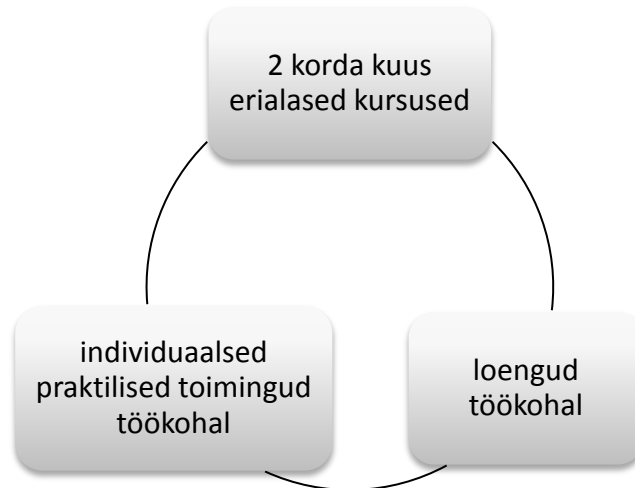 2 korda kuus
erialased kursused
individuaalsed
praktilised toimingud
töökohal
loengud
töökohal